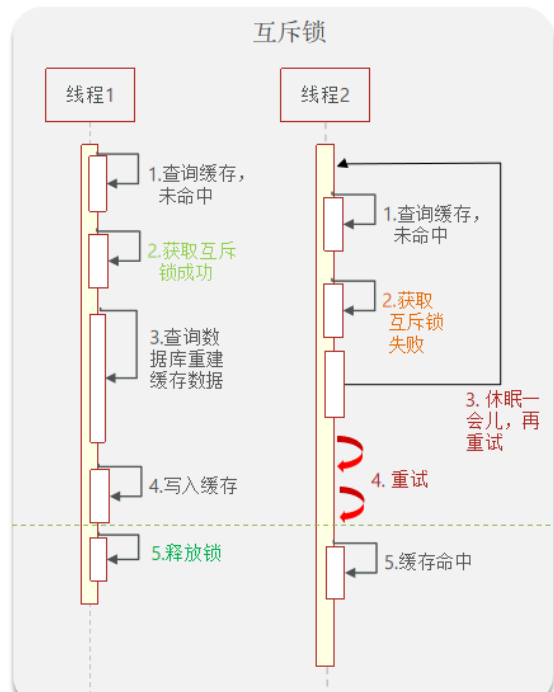 互斥锁
线程1
线程2
1.查询缓存，
未命中
2.获取互斥
锁成功
3.查询数
据库重建
缓存数据
4.写入缓存
5.释放锁
1.查询缓存，
未命中
2.获取
互斥锁
失败
3. 休眠一
会儿，再
重试
4. 重试
5.缓存命中